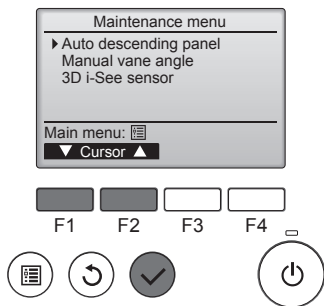 Maintenance menu
Auto descending panel
Manual vane angle
3D i-See sensor
Main menu:
▼ Cursor ▲
F1 F2 F3 F4